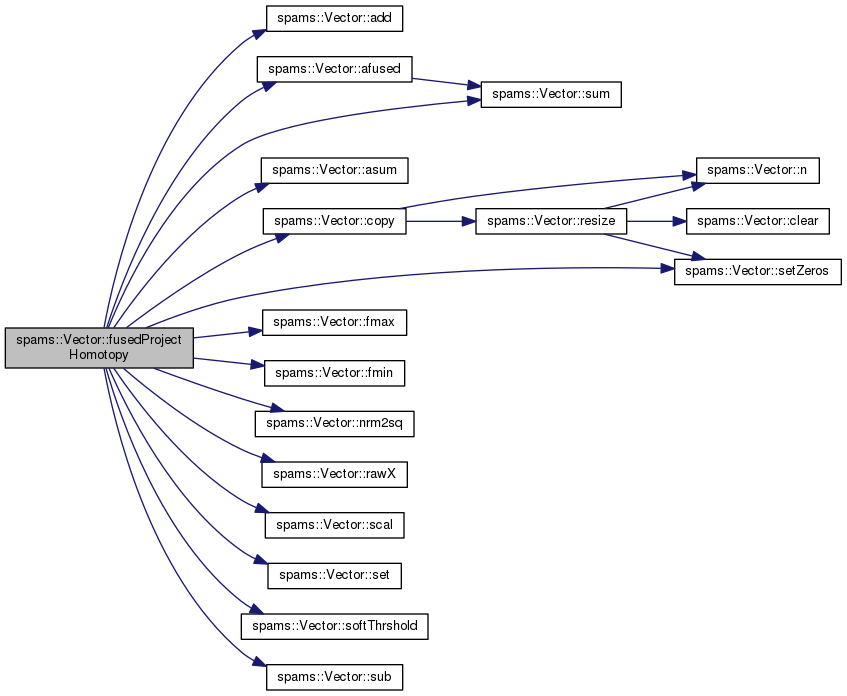 spams::Vector::add
spams::Vector::afused
spams::Vector::sum
spams::Vector::asum
spams::Vector::n
spams::Vector::copy
spams::Vector::resize
spams::Vector::clear
spams::Vector::setZeros
spams::Vector::fusedProject
Homotopy
spams::Vector::fmax
spams::Vector::fmin
spams::Vector::nrm2sq
spams::Vector::rawX
spams::Vector::scal
spams::Vector::set
spams::Vector::softThrshold
spams::Vector::sub